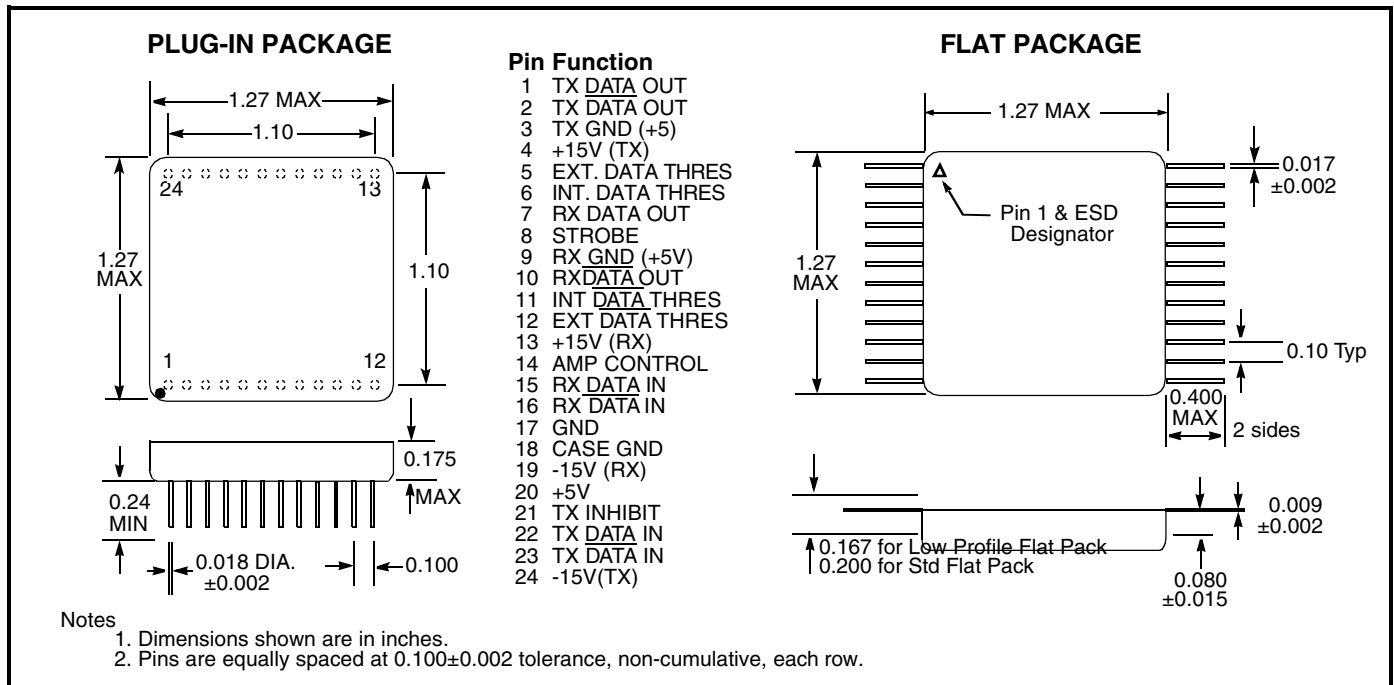 PLUG-IN PACKAGE
1.27 MAX
1.10
24
13
1.27
MAX
1.10
1
12
0.175
MAX
0.24
MIN
0.018 DIA.
±0.002
0.100
Pin Function
1 TX DATA OUT
2 TX DATA OUT
3 TX GND (+5)
4 +15V (TX)
5 EXT. DATA THRES
6 INT. DATA THRES
7 RX DATA OUT
8 STROBE
9 RX GND (+5V)
10 RXDATA OUT
11 INT DATA THRES
12 EXT DATA THRES
13 +15V (RX)
14 AMP CONTROL
15 RX DATA IN
16 RX DATA IN
17 GND
18 CASE GND
19 -15V (RX)
20 +5V
21 TX INHIBIT
22 TX DATA IN
23 TX DATA IN
24 -15V(TX)
FLAT PACKAGE
1.27 MAX
0.017
±0.002
Pin 1 & ESD
Designator
1.27
MAX
0.10 Typ
0.400
MAX
2 sides
0.009
±0.002
0.167 for Low Profile Flat Pack
0.200 for Std Flat Pack
0.080
±0.015
Notes
1. Dimensions shown are in inches.
2. Pins are equally spaced at 0.100±0.002 tolerance, non-cumulative, each row.